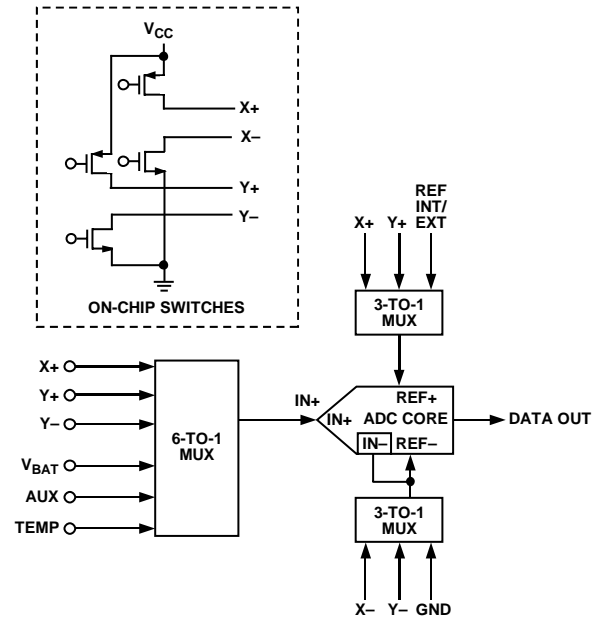 VCC
X+
X–
Y+
Y–
ON-CHIP SWITCHES
X+ Y+ REF INT/ EXT
3-TO-1 MUX
X+
Y+
Y–
VBAT
AUX
TEMP
6-TO-1 MUX
IN+
IN+
REF+
ADC CORE
IN– REF–
DATA OUT
3-TO-1 MUX
X– Y– GND